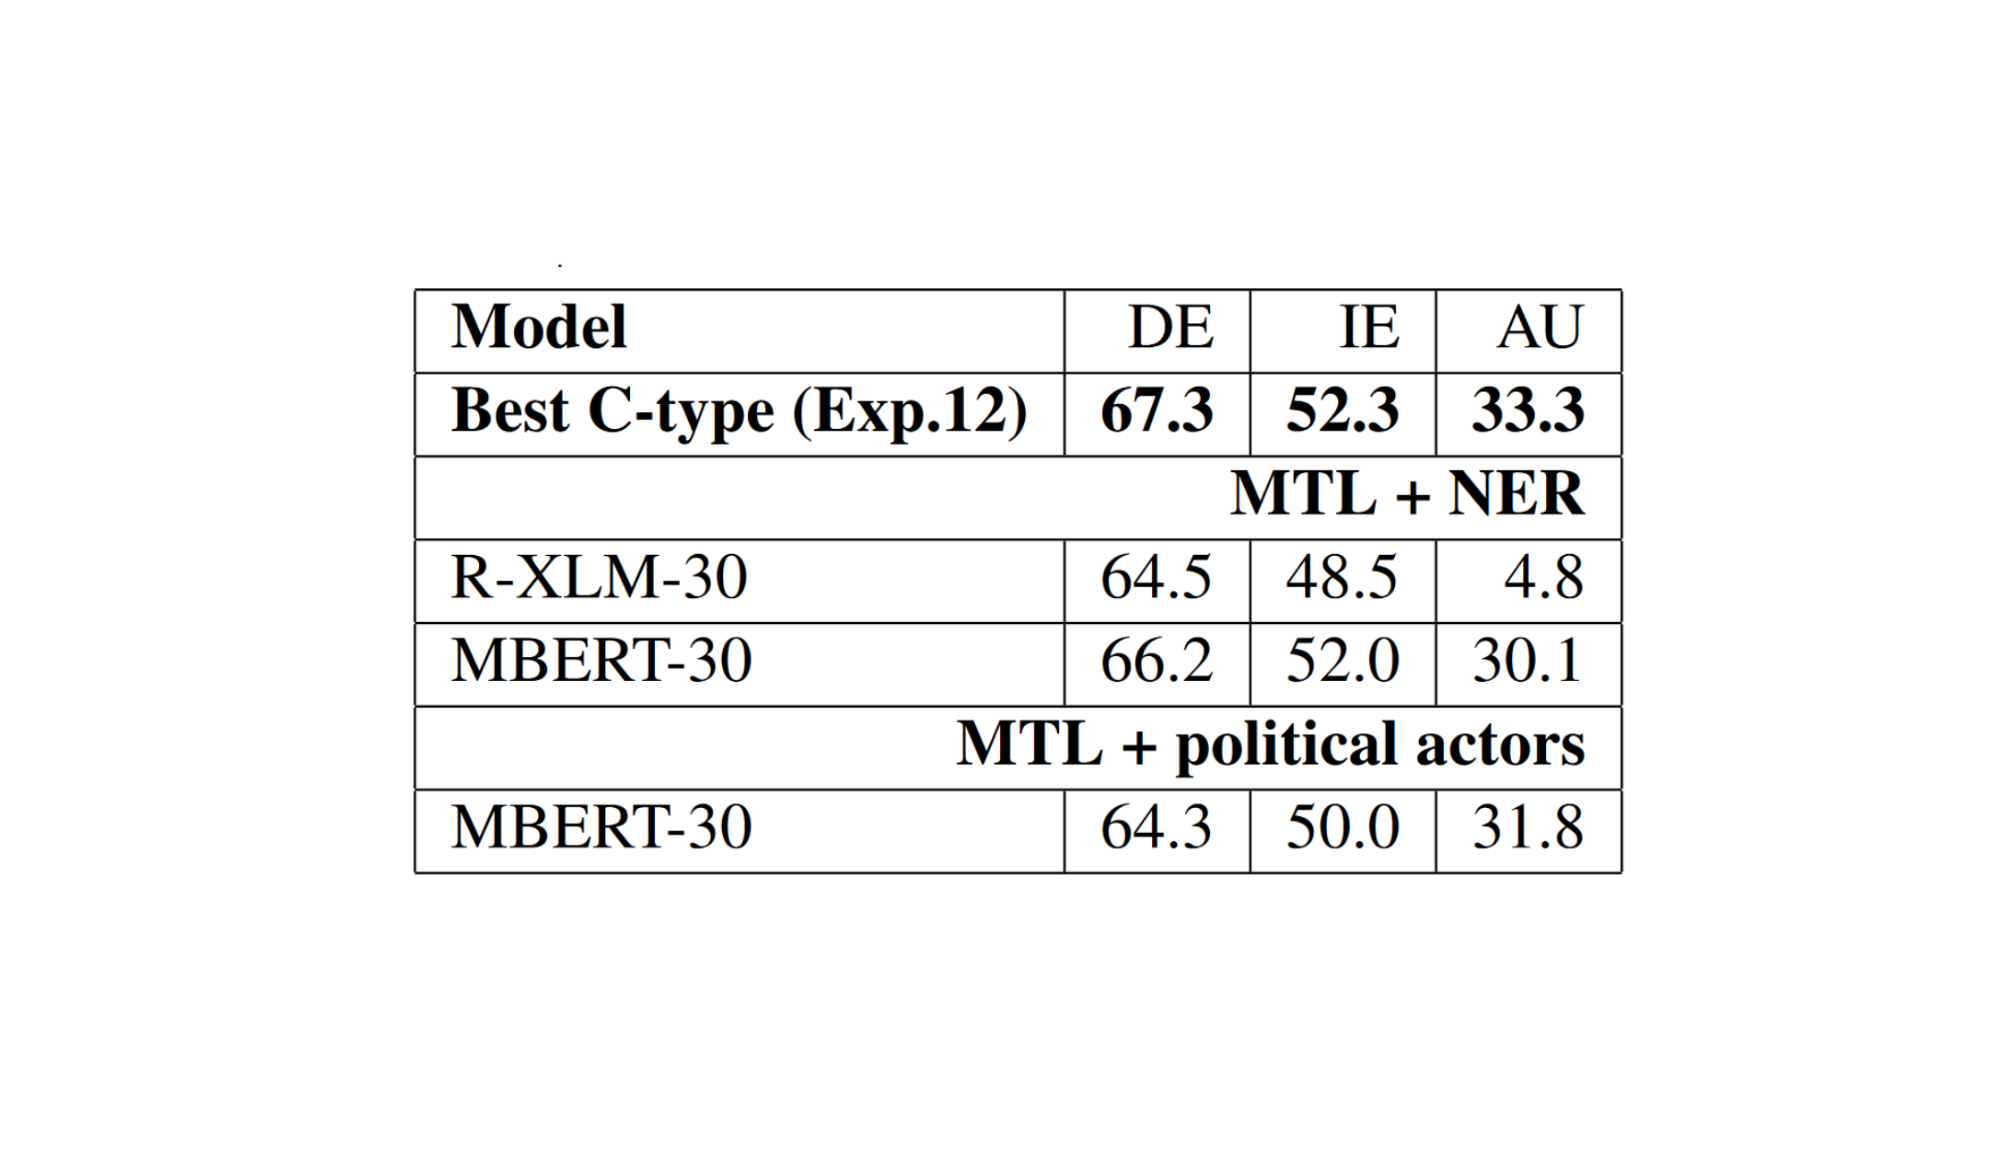 Model DE IE AU
Best C-type (Exp.12) 67.3 52.3 33.3
MTL + NER
R-XLM-30 64.5 48.5 4.8
MBERT-30 66.2 52.0 30.1
MTL + political actors
MBERT-30 64.3 50.0 31.8